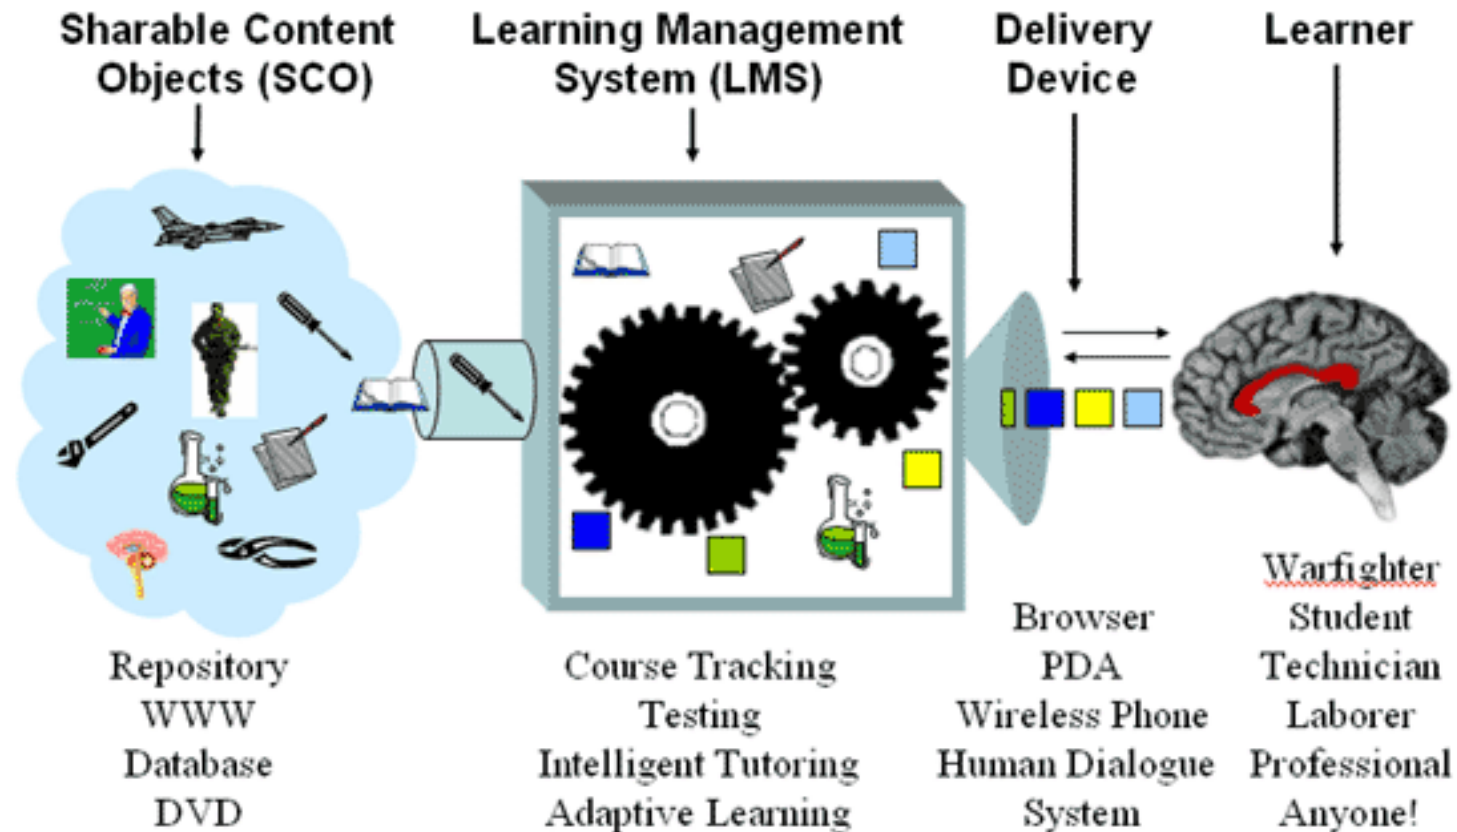 Sharable Content
Objects (SCO)
Learning Management
System (LMS)
Delivery
Device
Learner
Repository
WWW
Database
DVD
Course Tracking
Testing
Intelligent Tutoring
Adaptive Learning
Browser
PDA
Wireless Phone
Human Dialogue
System
Warfighter
Student
Technician
Laborer
Professional
Anyone!